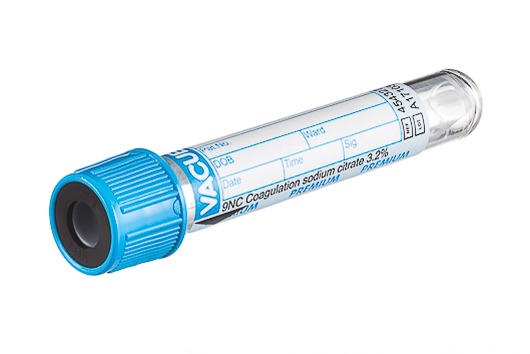 VACU
Pat.No.
Ward
DOB
Sig.
Date
Time
9NC Coagulation sodium citrate 3.2%
PREMIUM
PREMIUM